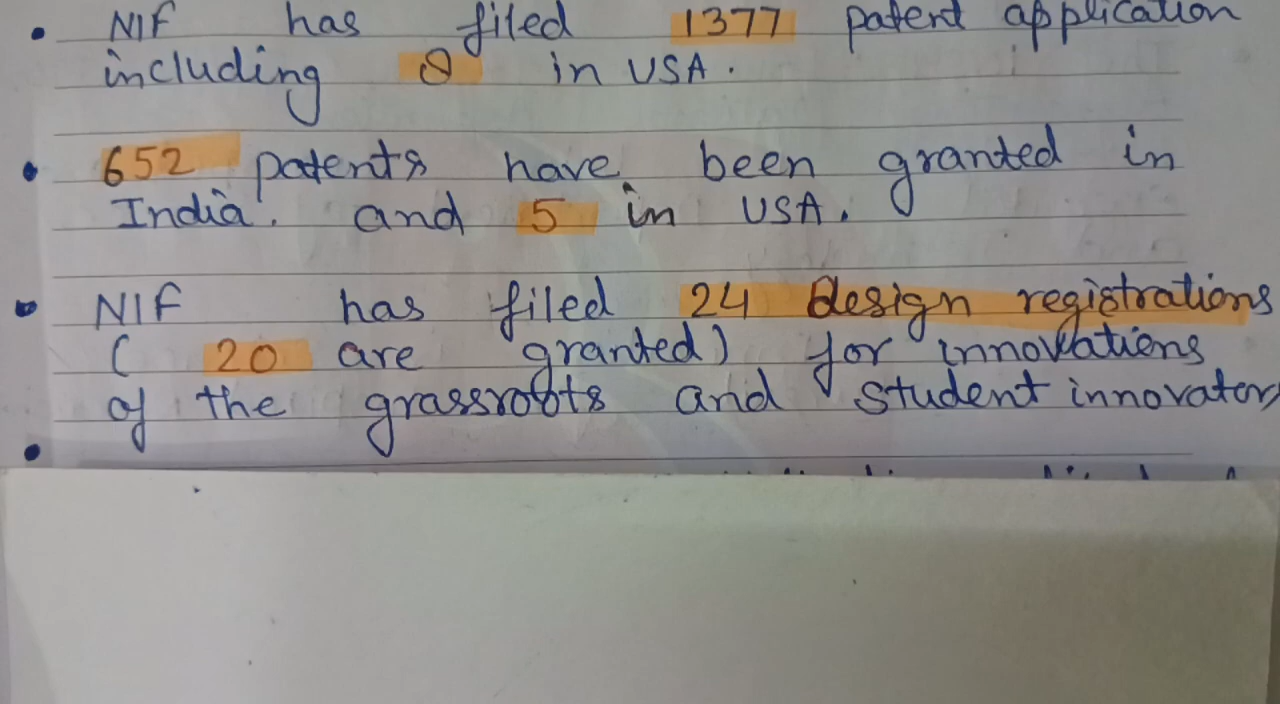 • NIF has filed 1377 patent application
including 8 in USA.
• 652 patents have been granted in
India. and 5 in USA.
• NIF has filed 24 design registrations
( 20 are granted) for innovations
of the grassroots and student innovators
•